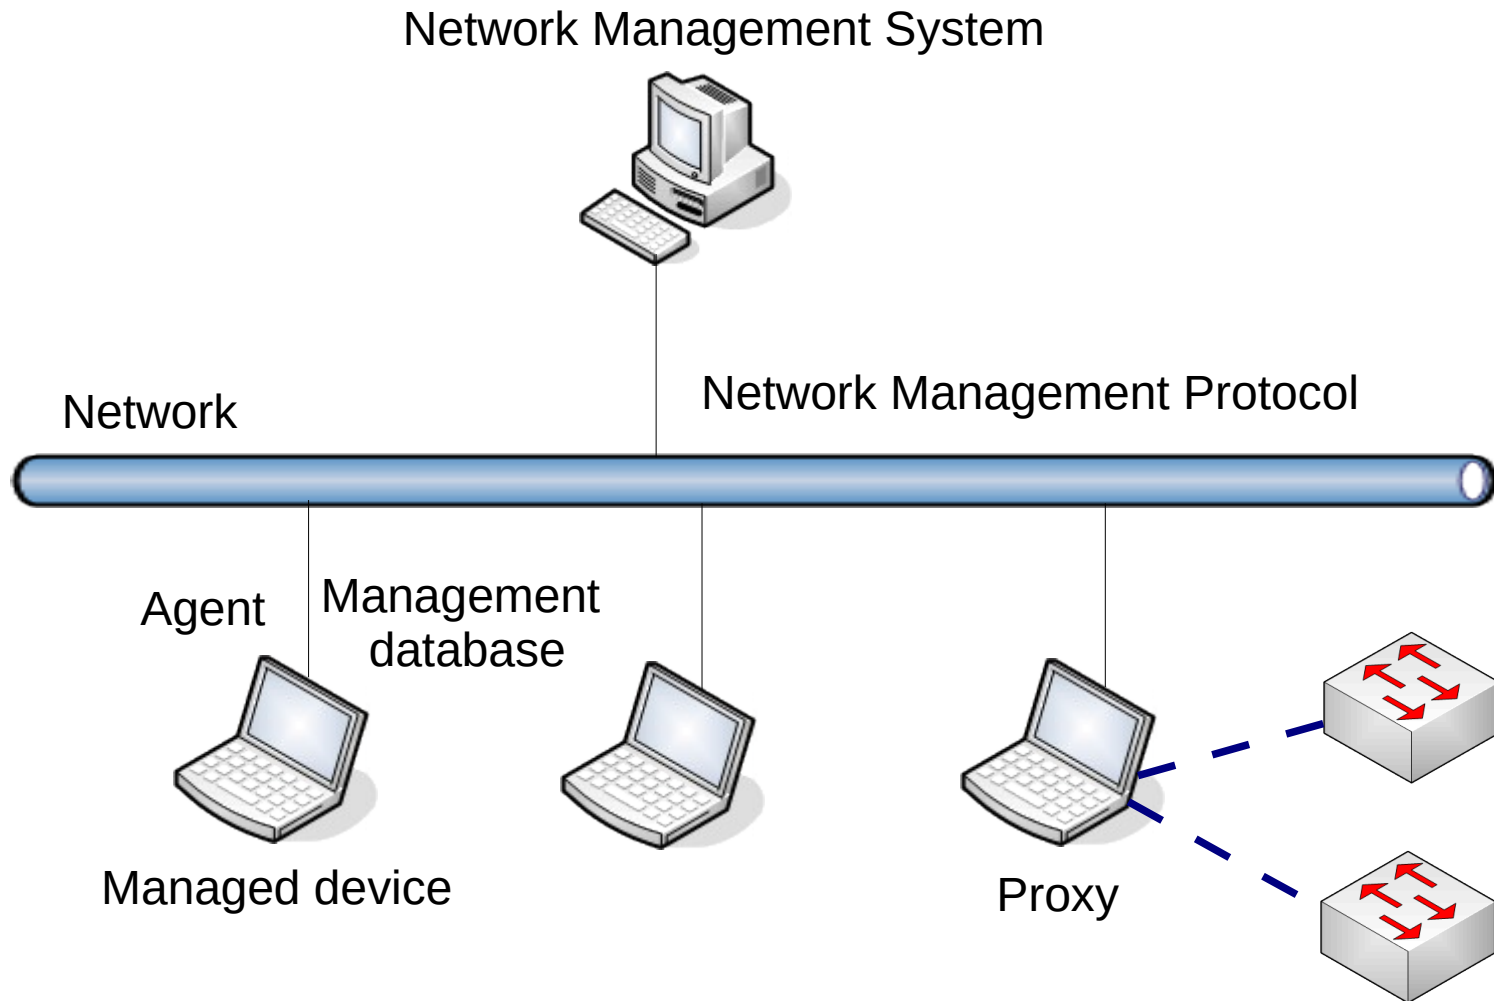 Network Management System
Network
Network Management Protocol
Agent
Management
database
Managed device
Proxy